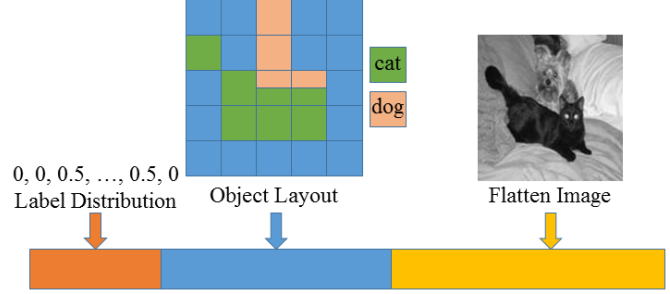 cat
dog
0, 0, 0.5, ..., 0.5, 0
Label Distribution
Object Layout
Flatten Image